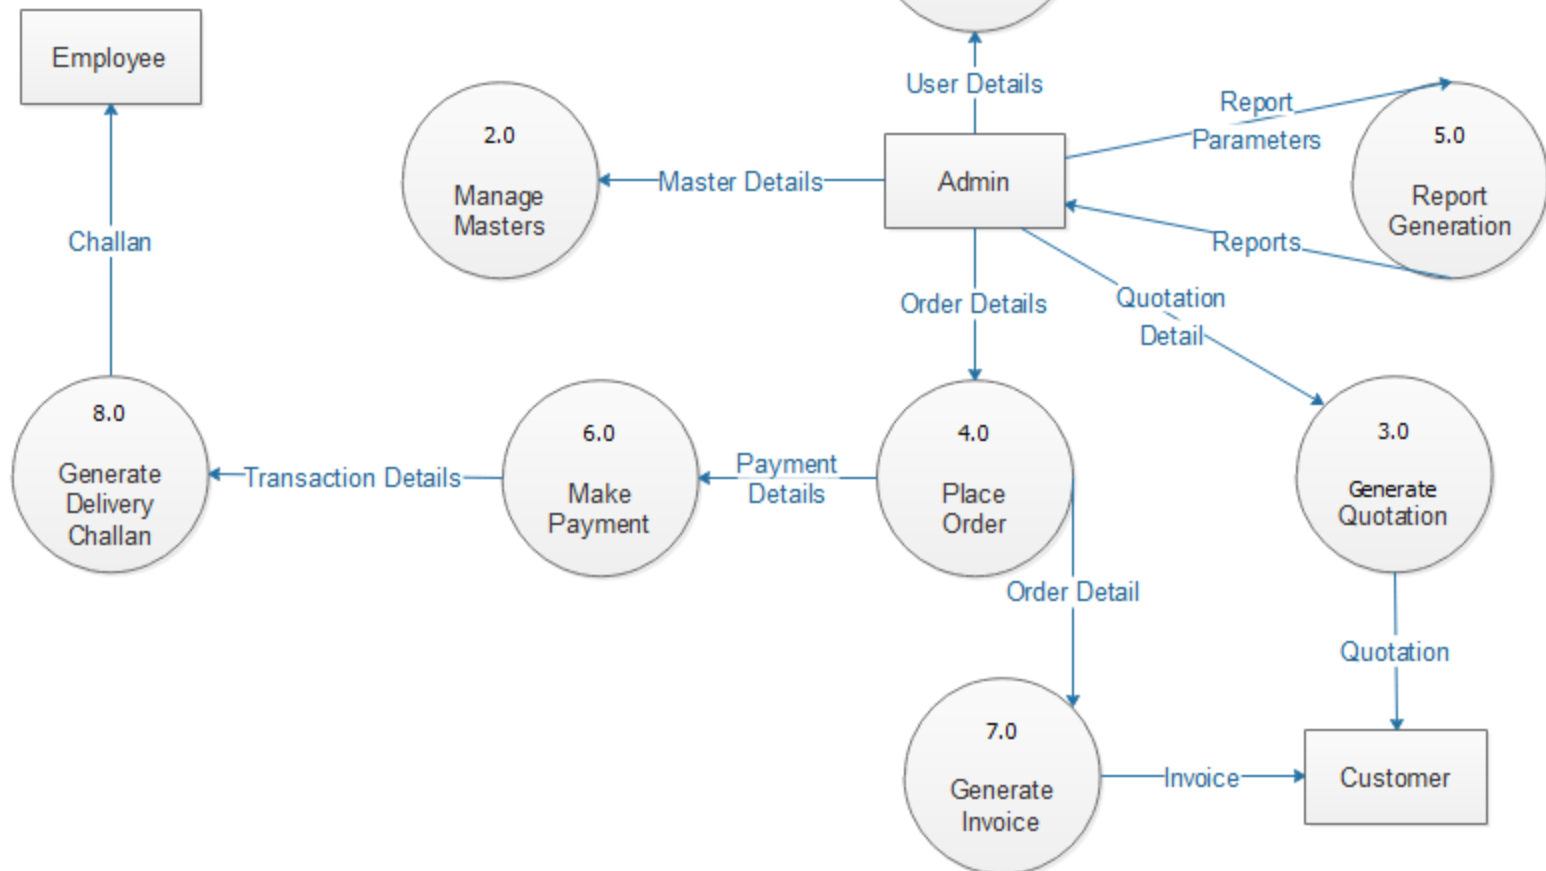 Employee
User Details
Report
Parameters
2.0
Manage
Masters
Master Details
Admin
5.0
Report
Generation
Challan
Reports
Order Details
Quotation
Detail
8.0
Generate
Delivery
Challan
Transaction Details
6.0
Make
Payment
Payment
Details
4.0
Place
Order
3.0
Generate
Quotation
Order Detail
Quotation
7.0
Generate
Invoice
Invoice
Customer